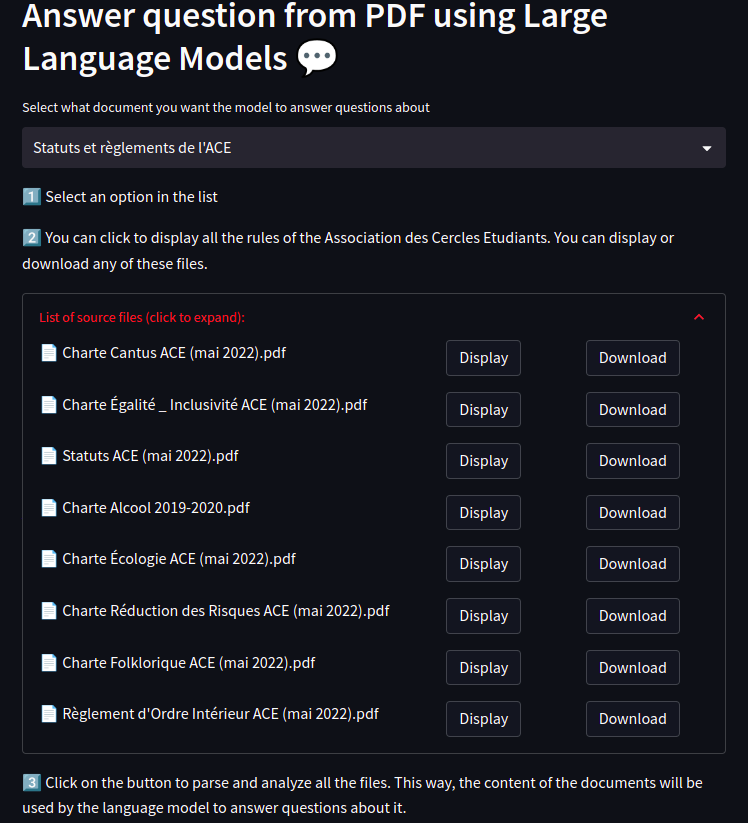 Answer question from PDF using Large
Language Models 💬
Select what document you want the model to answer questions about
Statuts et règlements de l'ACE
1️⃣ Select an option in the list
2️⃣ You can click to display all the rules of the Association des Cercles Etudiants. You can display or
download any of these files.
List of source files (click to expand):
📄 Charte Cantus ACE (mai 2022).pdf Display Download
📄 Charte Égalité _ Inclusivité ACE (mai 2022).pdf Display Download
📄 Statuts ACE (mai 2022).pdf Display Download
📄 Charte Alcool 2019-2020.pdf Display Download
📄 Charte Écologie ACE (mai 2022).pdf Display Download
📄 Charte Réduction des Risques ACE (mai 2022).pdf Display Download
📄 Charte Folklorique ACE (mai 2022).pdf Display Download
📄 Règlement d'Ordre Intérieur ACE (mai 2022).pdf Display Download
3️⃣ Click on the button to parse and analyze all the files. This way, the content of the documents will be
used by the language model to answer questions about it.